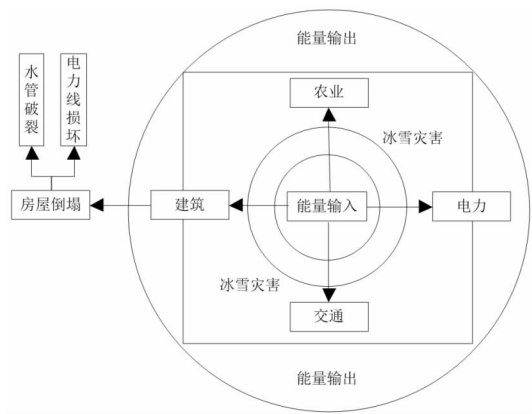 能量输出
水管破裂
电力线损坏
农业
冰雪灾害
房屋倒塌
建筑
能量输入
电力
冰雪灾害
交通
能量输出